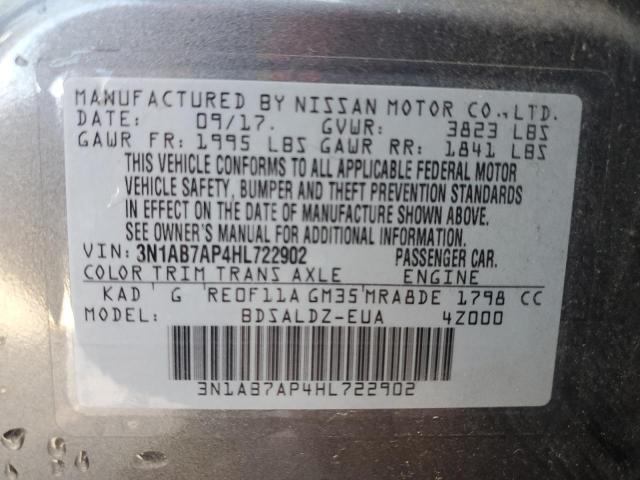 MANUFACTURED BY NISSAN MOTOR CO.,LTD.
DATE: 09/17. GVWR: 3823 LBS
GAWR FR: 1995 LBS GAWR RR: 1841 LBS
THIS VEHICLE CONFORMS TO ALL APPLICABLE FEDERAL MOTOR
VEHICLE SAFETY, BUMPER AND THEFT PREVENTION STANDARDS
IN EFFECT ON THE DATE OF MANUFACTURE SHOWN ABOVE.
SEE OWNER'S MANUAL FOR ADDITIONAL INFORMATION.
VIN: 3N1AB7AP4HL722902 PASSENGER CAR.
COLOR TRIM TRANS AXLE ENGINE
KAD G RE0F11A GM35 MRA8DE 1798 CC
MODEL: BDSALDZ-EUA 4Z000
3N1AB7AP4HL722902